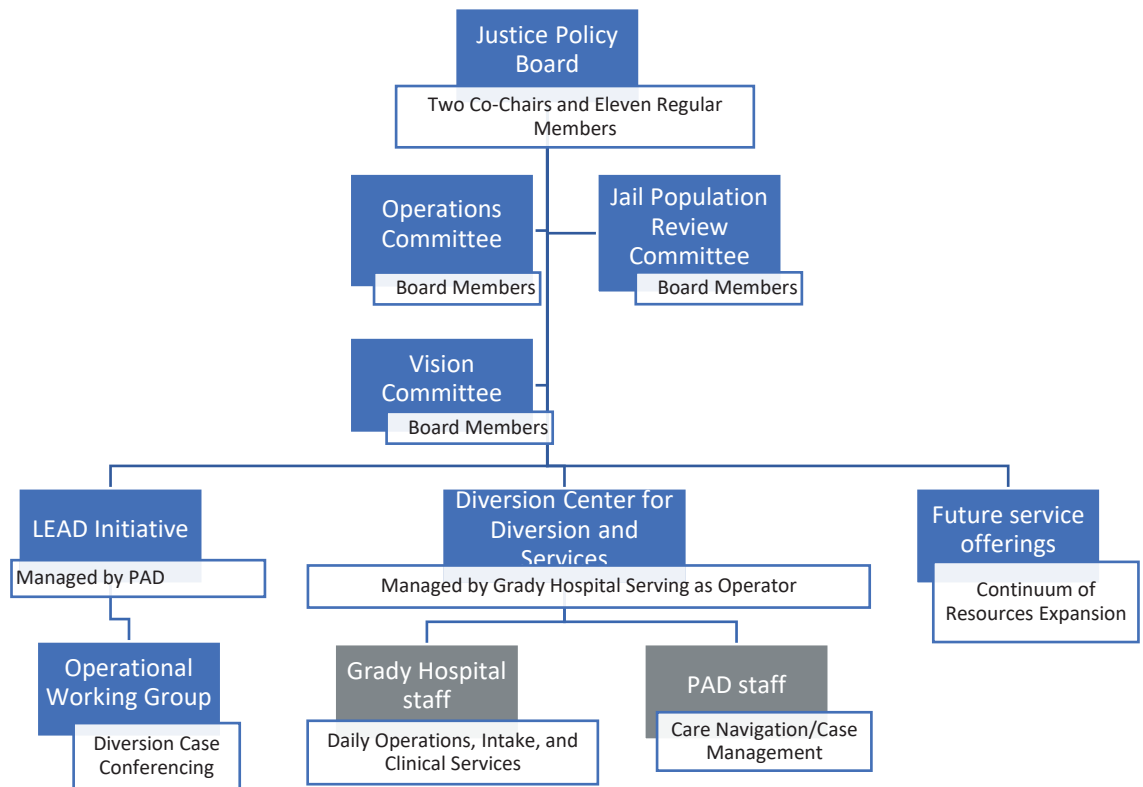 Justice Policy
Board
Two Co-Chairs and Eleven Regular
Members
Operations
Committee
Board Members
Jail Population
Review
Committee
Board Members
Vision
Committee
Board Members
LEAD Initiative
Managed by PAD
Operational
Working Group
Diversion Case
Conferencing
Diversion Center for
Diversion and
Services
Managed by Grady Hospital Serving as Operator
Grady Hospital
staff
Daily Operations, Intake, and
Clinical Services
PAD staff
Care Navigation/Case
Management
Future service
offerings
Continuum of
Resources Expansion